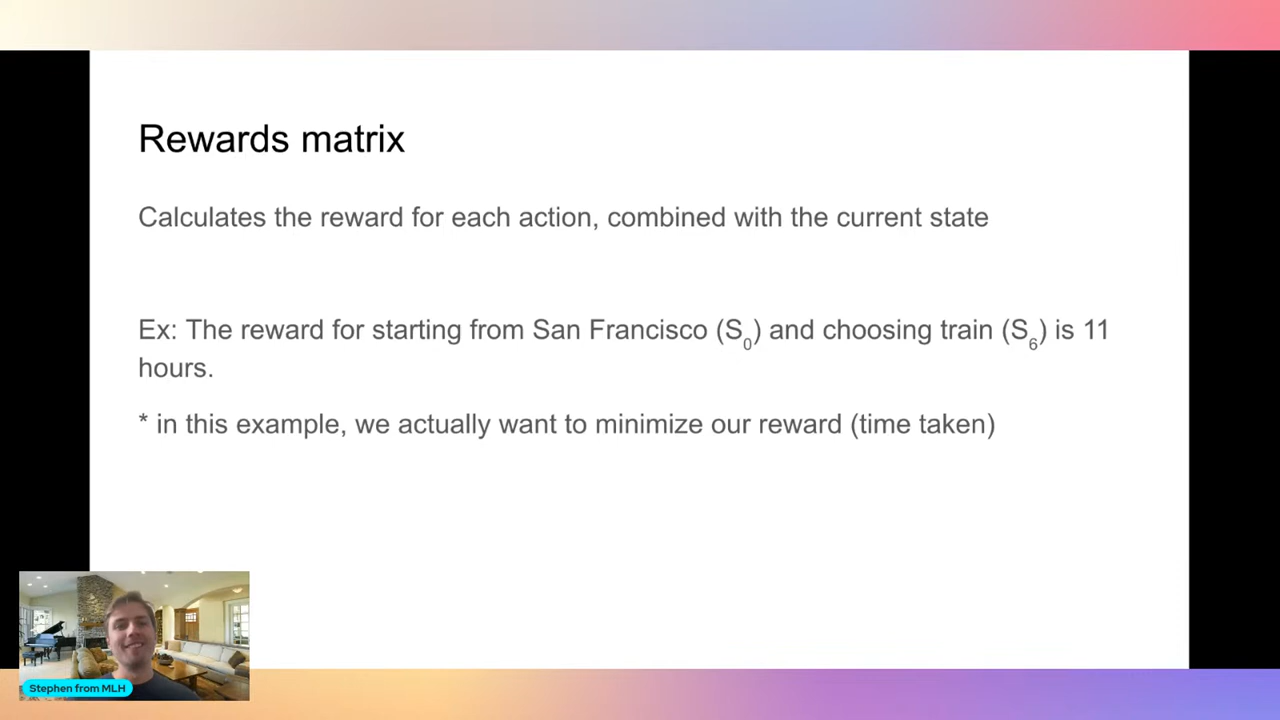 Rewards matrix
Calculates the reward for each action, combined with the current state
Ex: The reward for starting from San Francisco (S0) and choosing train (S6) is 11
hours.
* in this example, we actually want to minimize our reward (time taken)
Stephen from MLH